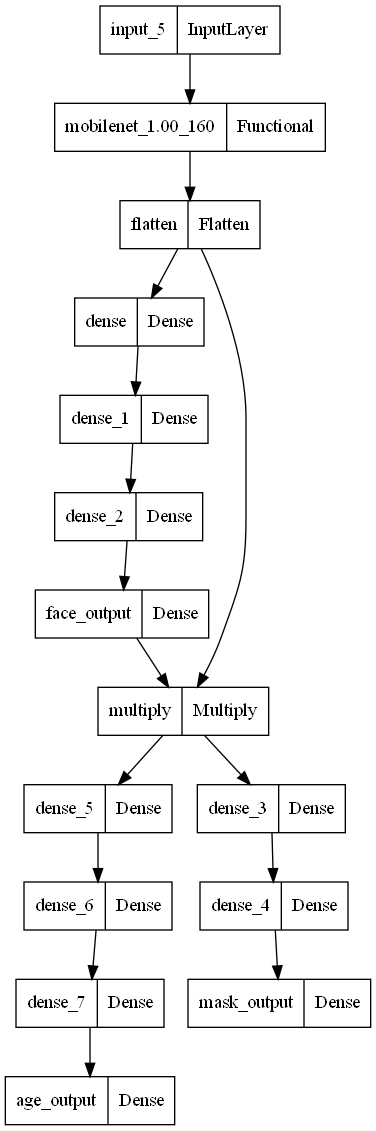 input_5 InputLayer
mobilenet_1.00_160 Functional
flatten Flatten
dense Dense
dense_1 Dense
dense_2 Dense
face_output Dense
multiply Multiply
dense_5 Dense dense_3 Dense
dense_6 Dense dense_4 Dense
dense_7 Dense mask_output Dense
age_output Dense